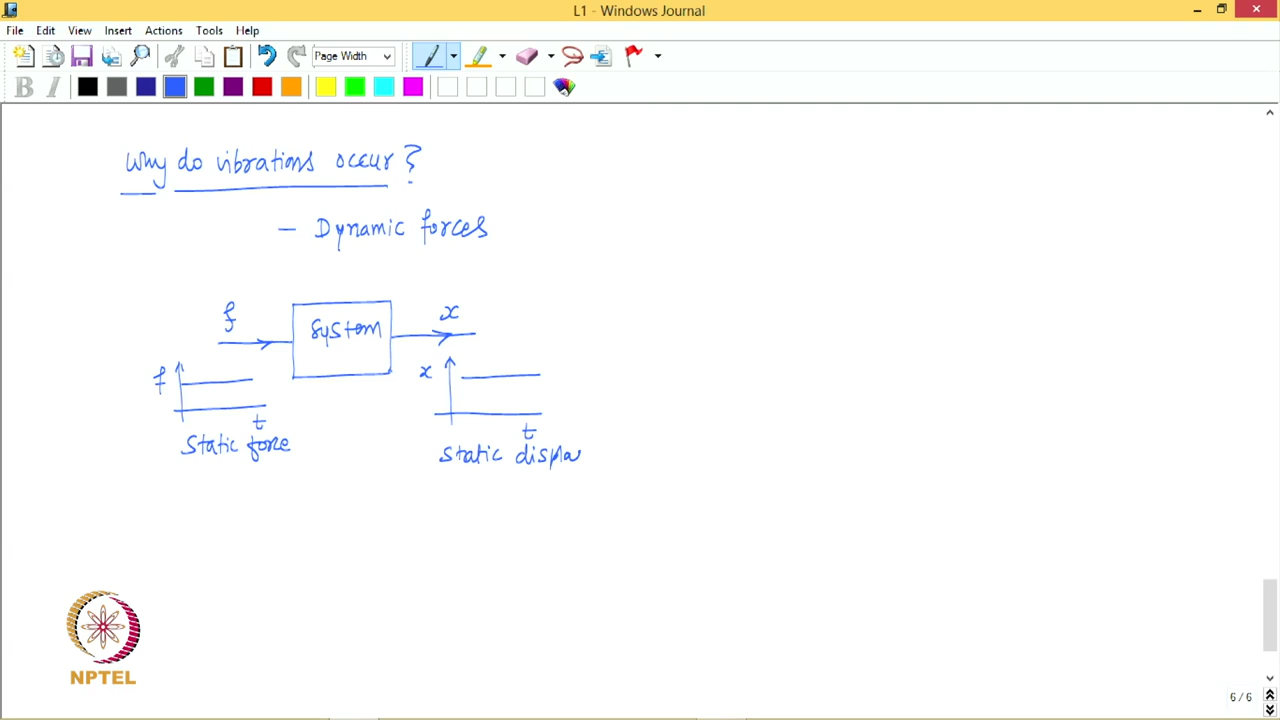 L1 - Windows Journal
File Edit View Insert Actions Tools Help
Page Width
B I
Why do vibrations occur?
- Dynamic forces
f System x
f x
t t
Static force Static displa
NPTEL
6 / 6